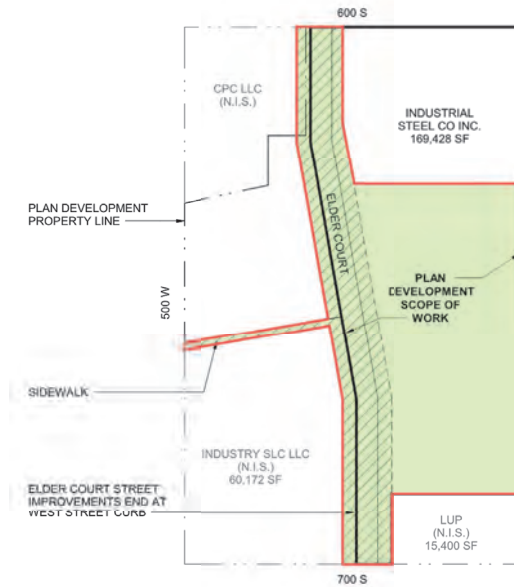 600 S
CPC LLC
(N.I.S.)
INDUSTRIAL
STEEL CO INC.
169,428 SF
PLAN DEVELOPMENT
PROPERTY LINE
ELDER COURT
500 W
PLAN
DEVELOPMENT
SCOPE OF
WORK
SIDEWALK
INDUSTRY SLC LLC
(N.I.S.)
60,172 SF
ELDER COURT STREET
IMPROVEMENTS END AT
WEST STREET CURB
LUP
(N.I.S.)
15,400 SF
700 S